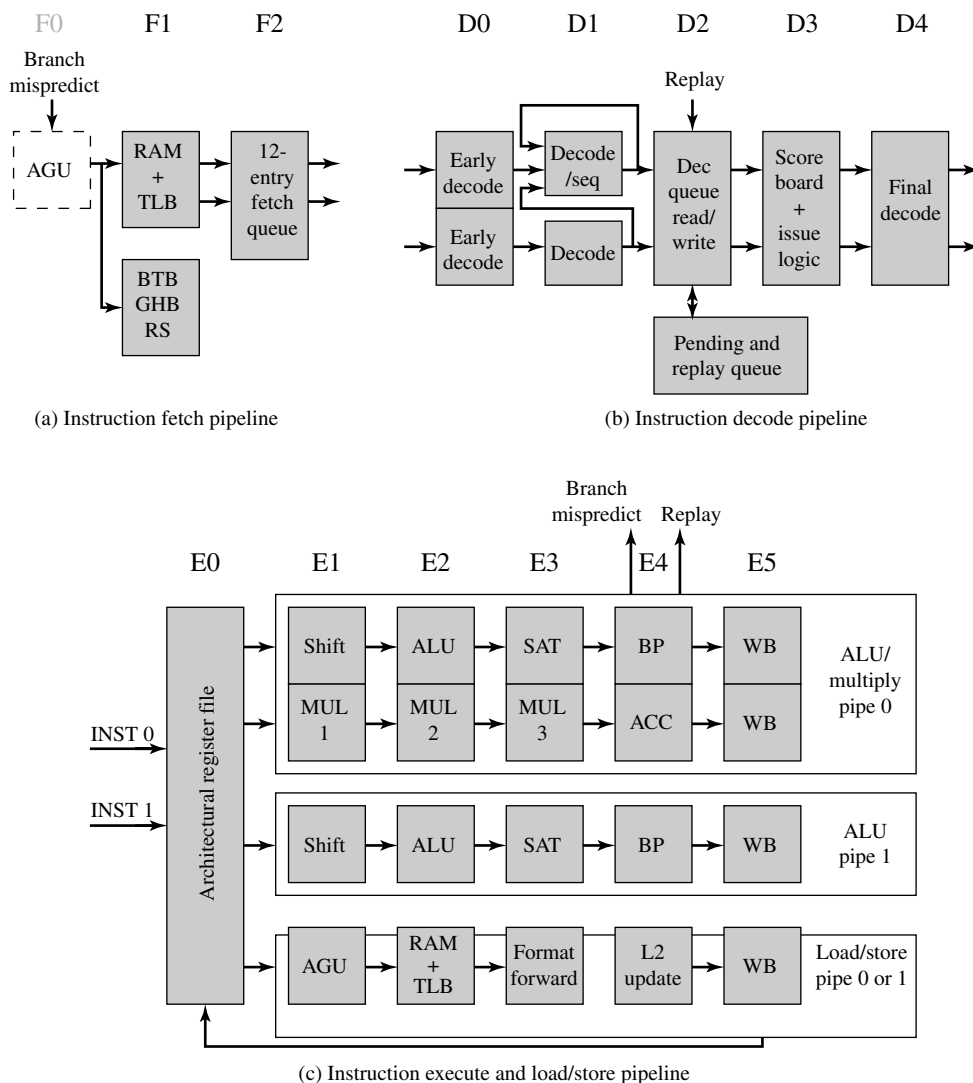 F0 F1 F2
Branch
mispredict
AGU
RAM
+
TLB
12-
entry
fetch
queue
BTB
GHB
RS
(a) Instruction fetch pipeline
D0 D1 D2 D3 D4
Replay
Early
decode
Early
decode
Decode
/seq
Decode
Dec
queue
read/
write
Score
board
+
issue
logic
Final
decode
Pending and
replay queue
(b) Instruction decode pipeline
Branch
mispredict
Replay
E0 E1 E2 E3 E4 E5
INST 0
INST 1
Architectural register file
Shift ALU SAT BP WB
MUL
1
MUL
2
MUL
3
ACC WB
ALU/
multiply
pipe 0
Shift ALU SAT BP WB
ALU
pipe 1
AGU
RAM
+
TLB
Format
forward
L2
update
WB
Load/store
pipe 0 or 1
(c) Instruction execute and load/store pipeline